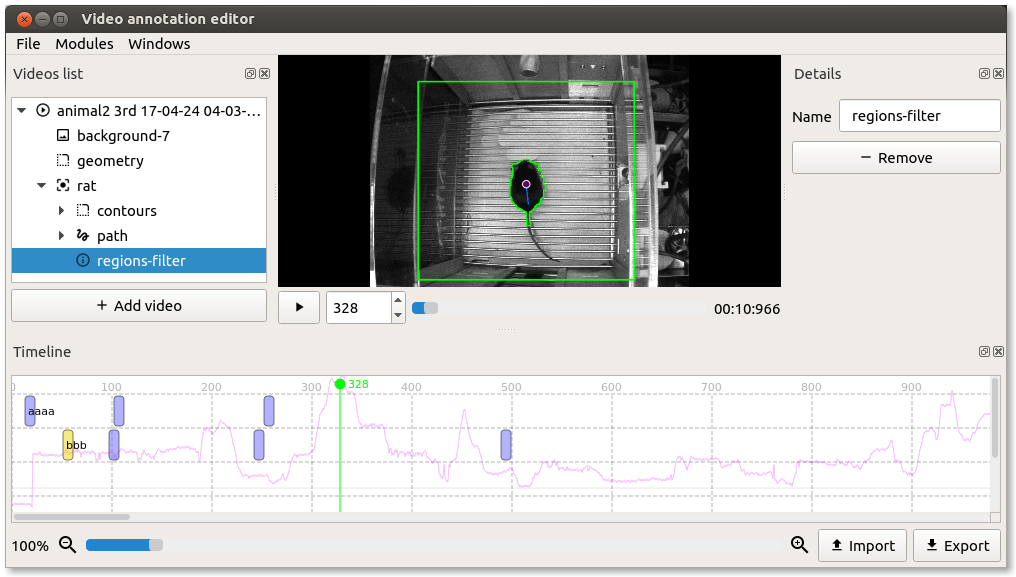 Video annotation editor
File Modules Windows
Videos list
animal2 3rd 17-04-24 04-03-...
background-7
geometry
rat
contours
path
regions-filter
+ Add video
328
00:10:966
Details
Name regions-filter
− Remove
Timeline
0 100 200 300 400 500 600 700 800 900
328
aaaa
bbb
100%
Import
Export